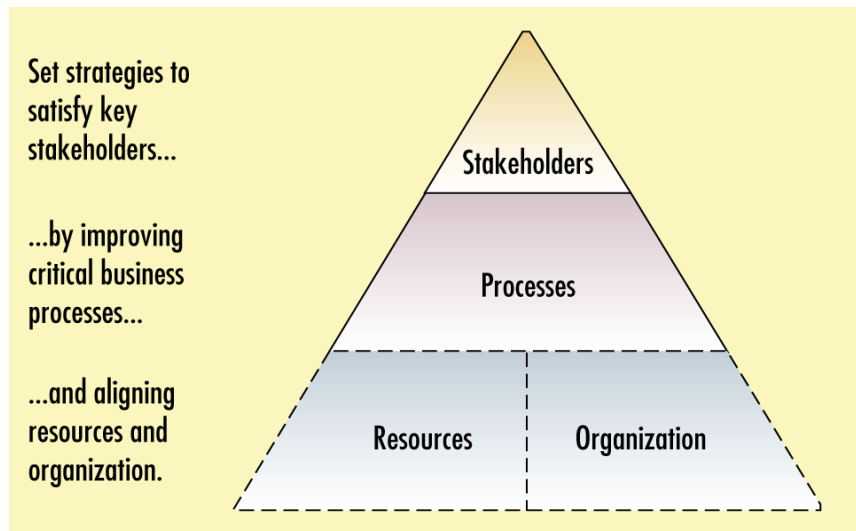 Set strategies to
satisfy key
stakeholders...
Stakeholders
...by improving
critical business
processes...
Processes
...and aligning
resources and
organization.
Resources
Organization